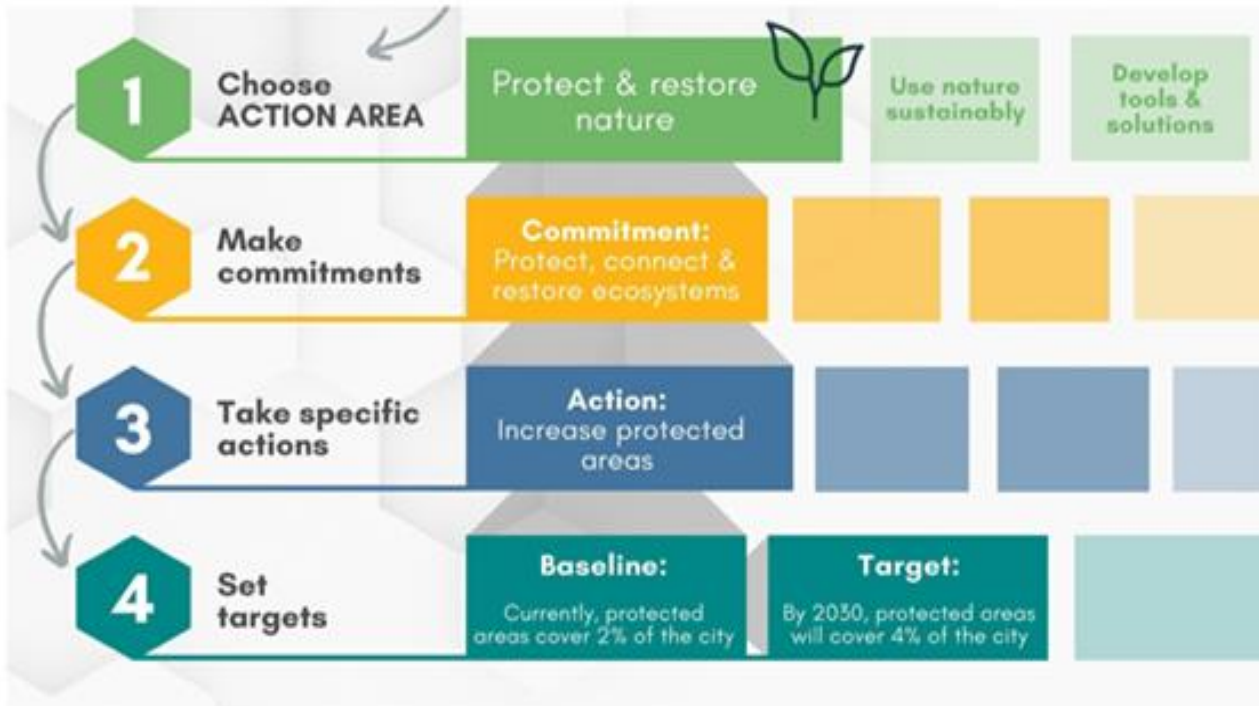 1
Choose
ACTION AREA
Protect & restore
nature
Use nature
sustainably
Develop
tools &
solutions
2
Make
commitments
Commitment:
Protect, connect &
restore ecosystems
3
Take specific
actions
Action:
Increase protected
areas
4
Set
targets
Baseline:
Currently, protected
areas cover 2% of the city
Target:
By 2030, protected areas
will cover 4% of the city